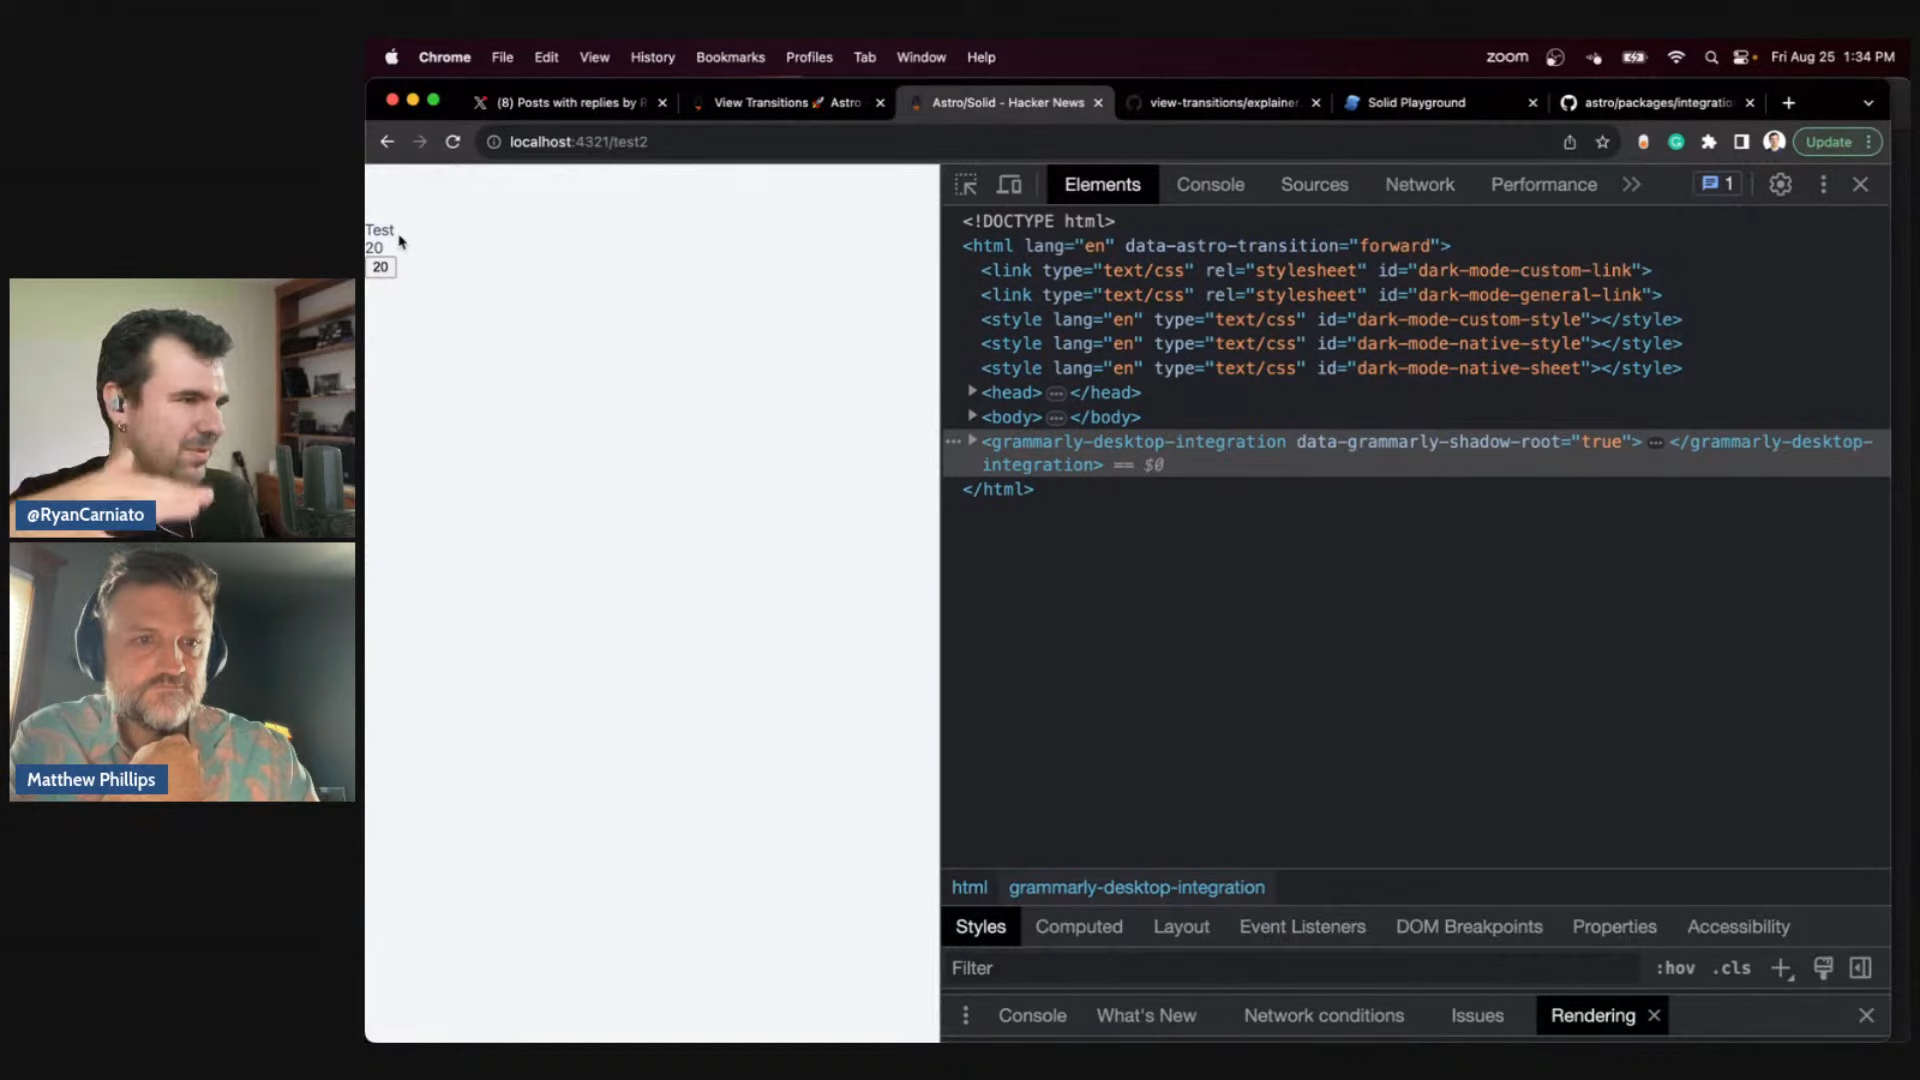 Chrome File Edit View History Bookmarks Profiles Tab Window Help
zoom Fri Aug 25 1:34 PM
(8) Posts with replies by R
View Transitions 🚀 Astro
Astro/Solid - Hacker News
view-transitions/explainer.
Solid Playground
astro/packages/integratio
localhost:4321/test2
Update
Test
20
20
Elements Console Sources Network Performance 1
<!DOCTYPE html>
<html lang="en" data-astro-transition="forward">
<link type="text/css" rel="stylesheet" id="dark-mode-custom-link">
<link type="text/css" rel="stylesheet" id="dark-mode-general-link">
<style lang="en" type="text/css" id="dark-mode-custom-style"></style>
<style lang="en" type="text/css" id="dark-mode-native-style"></style>
<style lang="en" type="text/css" id="dark-mode-native-sheet"></style>
<head> … </head>
<body> … </body>
<grammarly-desktop-integration data-grammarly-shadow-root="true"> … </grammarly-desktop-
integration> == $0
</html>
html grammarly-desktop-integration
Styles Computed Layout Event Listeners DOM Breakpoints Properties Accessibility
Filter :hov .cls
Console What's New Network conditions Issues Rendering
@RyanCarniato
Matthew Phillips